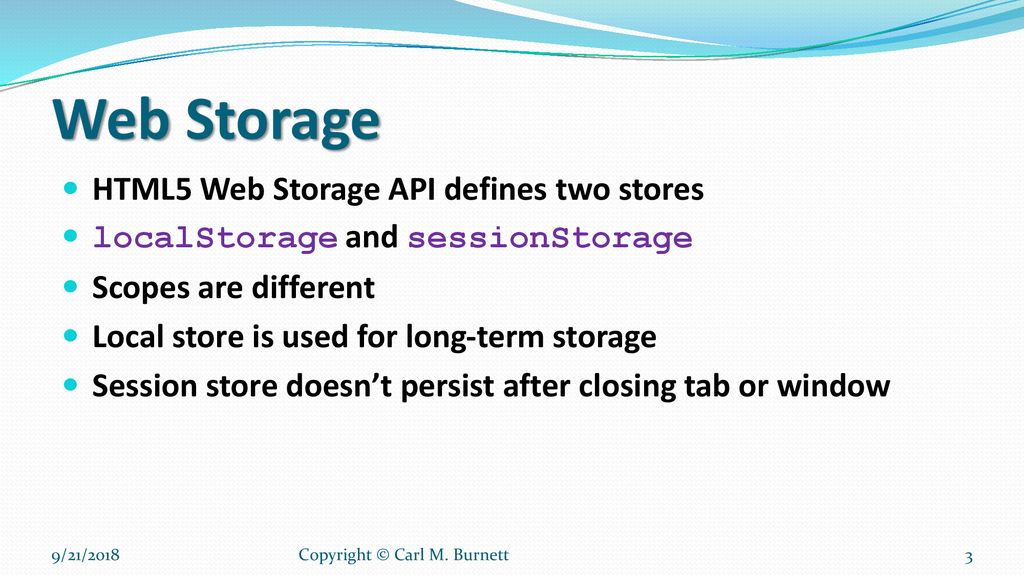 Web Storage
HTML5 Web Storage API defines two stores
localStorage and sessionStorage
Scopes are different
Local store is used for long-term storage
Session store doesn’t persist after closing tab or window
9/21/2018 Copyright © Carl M. Burnett 3